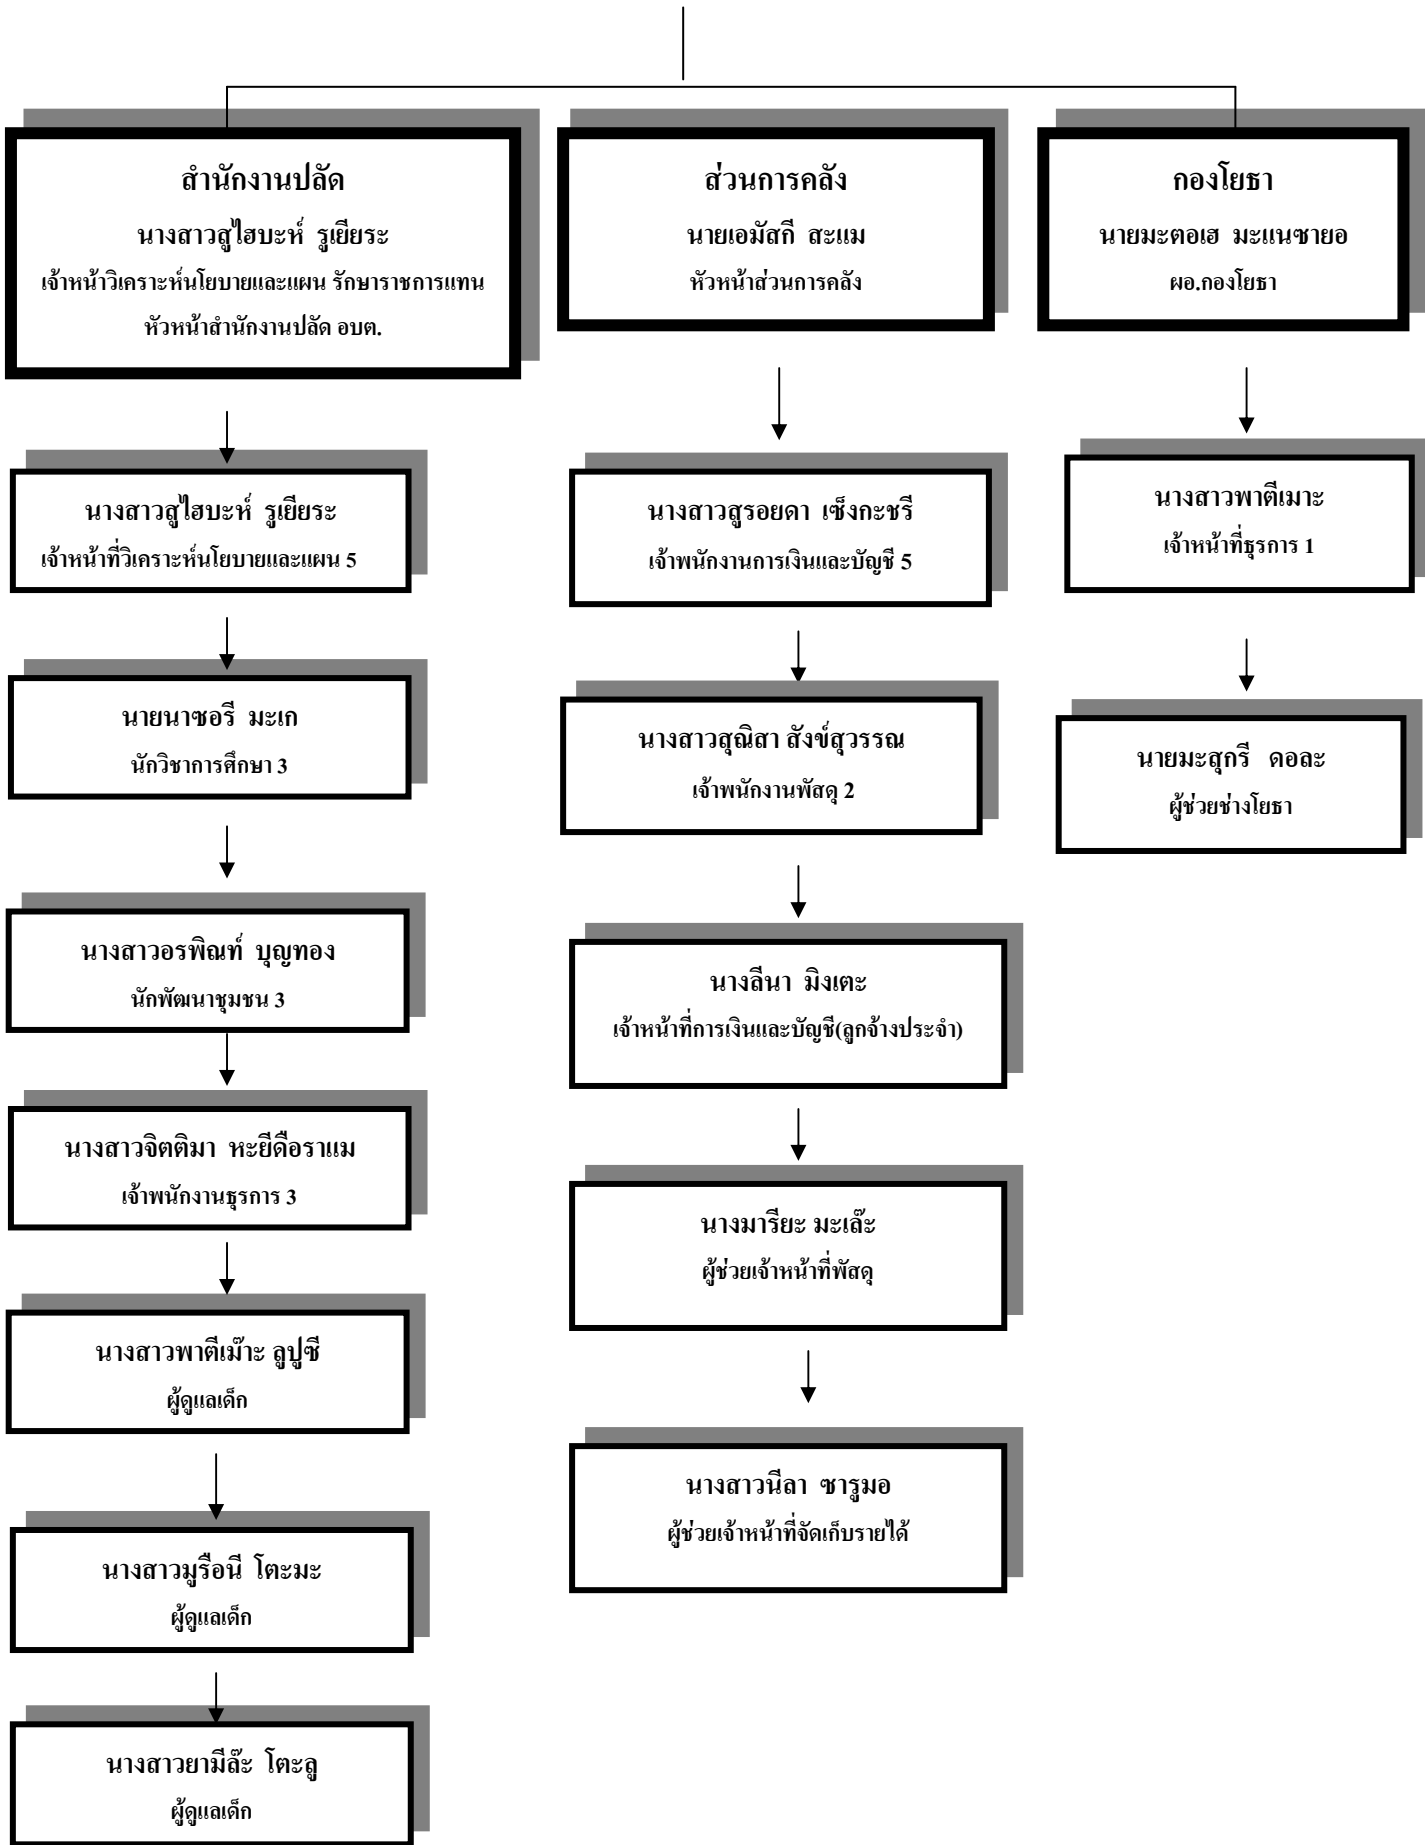 สำนักงานปลัด
นางสาวสูไฮบะห์ รูเยียระ
เจ้าหน้าวิเคราะห์นโยบายและแผน รักษาราชการแทน
หัวหน้าสำนักงานปลัด อบต.
นางสาวสูไฮบะห์ รูเยียระ
เจ้าหน้าที่วิเคราะห์นโยบายและแผน 5
นายนาซอรี มะเก
นักวิชาการศึกษา 3
นางสาวอรพิณท์ บุญทอง
นักพัฒนาชุมชน 3
นางสาวจิตติมา หะยีดือราแม
เจ้าพนักงานธุรการ 3
นางสาวพาตีเม๊าะ ลูปูซี
ผู้ดูแลเด็ก
นางสาวมูรือนี โตะมะ
ผู้ดูแลเด็ก
นางสาวยามีล๊ะ โตะลู
ผู้ดูแลเด็ก
ส่วนการคลัง
นายเอมัสกี สะแม
หัวหน้าส่วนการคลัง
นางสาวสูรอยดา เซ็งกะชรี
เจ้าพนักงานการเงินและบัญชี 5
นางสาวสุณิสา สังข์สุวรรณ
เจ้าพนักงานพัสดุ 2
นางลีนา มิงเตะ
เจ้าหน้าที่การเงินและบัญชี(ลูกจ้างประจำ)
นางมารียะ มะเล๊ะ
ผู้ช่วยเจ้าหน้าที่พัสดุ
นางสาวนีลา ซารูมอ
ผู้ช่วยเจ้าหน้าที่จัดเก็บรายได้
กองโยธา
นายมะตอเฮ มะแนซายอ
ผอ.กองโยธา
นางสาวพาตีเมาะ
เจ้าหน้าที่ธุรการ 1
นายมะสุกรี ดอละ
ผู้ช่วยช่างโยธา